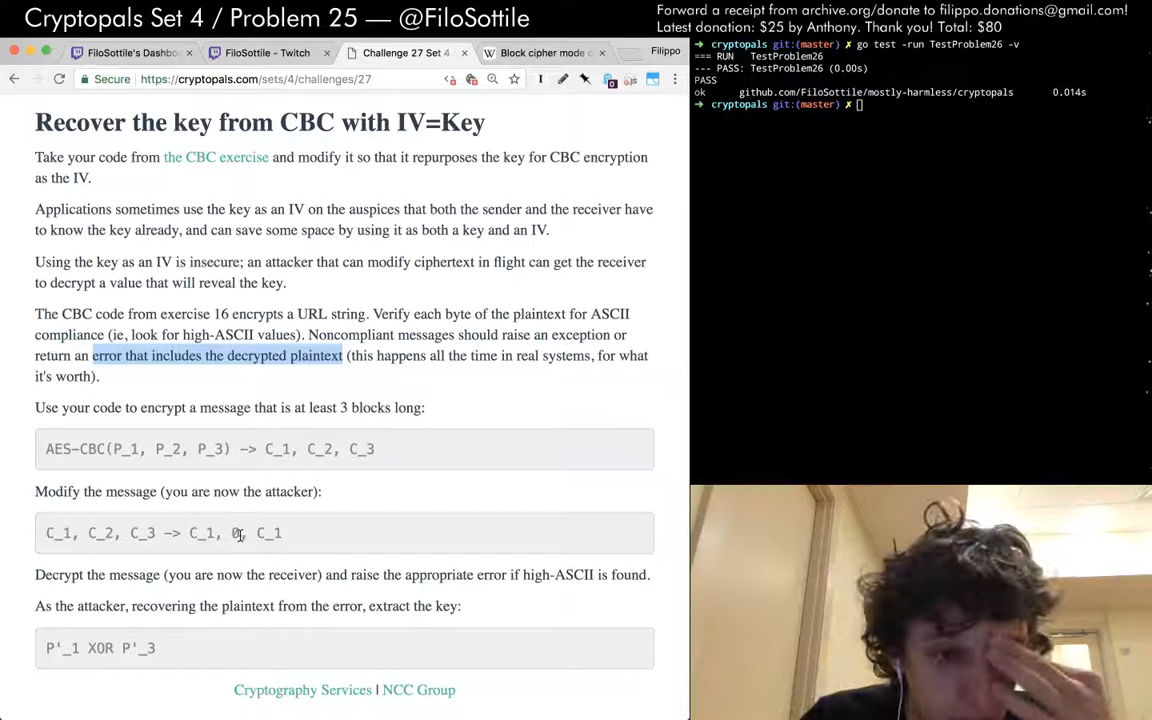 Cryptopals Set 4 / Problem 25 — @FiloSottile
Forward a receipt from archive.org/donate to filippo.donations@gmail.com!
Latest donation: $25 by Anthony. Thank you! Total: $80
FiloSottile's Dashbo
FiloSottile - Twitch
Challenge 27 Set 4
Block cipher mode o
Filippo
Secure
https://cryptopals.com/sets/4/challenges/27
Recover the key from CBC with IV=Key
Take your code from the CBC exercise and modify it so that it repurposes the key for CBC encryption
as the IV.
Applications sometimes use the key as an IV on the auspices that both the sender and the receiver have
to know the key already, and can save some space by using it as both a key and an IV.
Using the key as an IV is insecure; an attacker that can modify ciphertext in flight can get the receiver
to decrypt a value that will reveal the key.
The CBC code from exercise 16 encrypts a URL string. Verify each byte of the plaintext for ASCII
compliance (ie, look for high-ASCII values). Noncompliant messages should raise an exception or
return an error that includes the decrypted plaintext (this happens all the time in real systems, for what
it's worth).
Use your code to encrypt a message that is at least 3 blocks long:
AES-CBC(P_1, P_2, P_3) -> C_1, C_2, C_3
Modify the message (you are now the attacker):
C_1, C_2, C_3 -> C_1, 0, C_1
Decrypt the message (you are now the receiver) and raise the appropriate error if high-ASCII is found.
As the attacker, recovering the plaintext from the error, extract the key:
P'_1 XOR P'_3
Cryptography Services | NCC Group
➜ cryptopals git:(master) ✗ go test -run TestProblem26 -v
=== RUN TestProblem26
--- PASS: TestProblem26 (0.00s)
PASS
ok github.com/FiloSottile/mostly-harmless/cryptopals 0.014s
➜ cryptopals git:(master) ✗